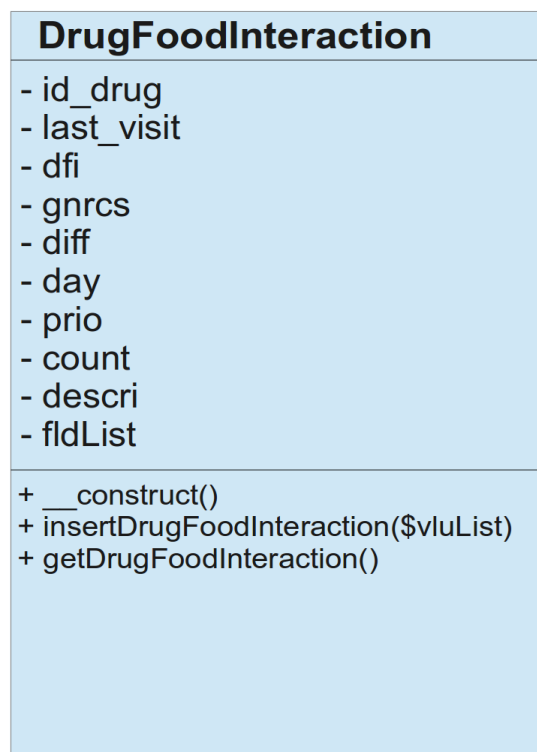 DrugFoodInteraction
- id_drug
- last_visit
- dfi
- gnrcs
- diff
- day
- prio
- count
- descri
- fldList
+ __construct()
+ insertDrugFoodInteraction($vluList)
+ getDrugFoodInteraction()